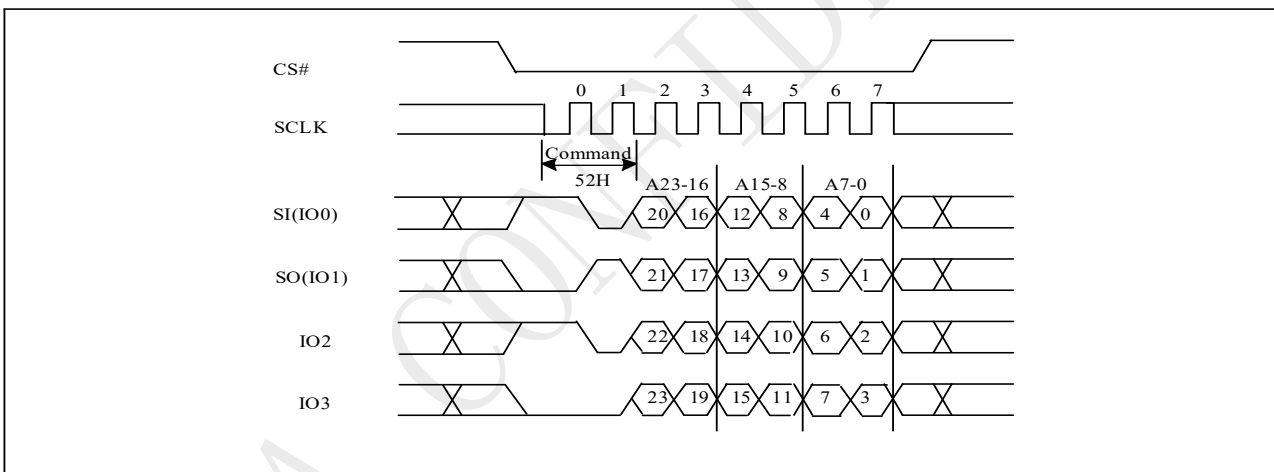 CS#
0 1 2 3 4 5 6 7
SCLK
Command
52H
A23-16 A15-8 A7-0
SI(IO0) 20 16 12 8 4 0
SO(IO1) 21 17 13 9 5 1
IO2 22 18 14 10 6 2
IO3 23 19 15 11 7 3